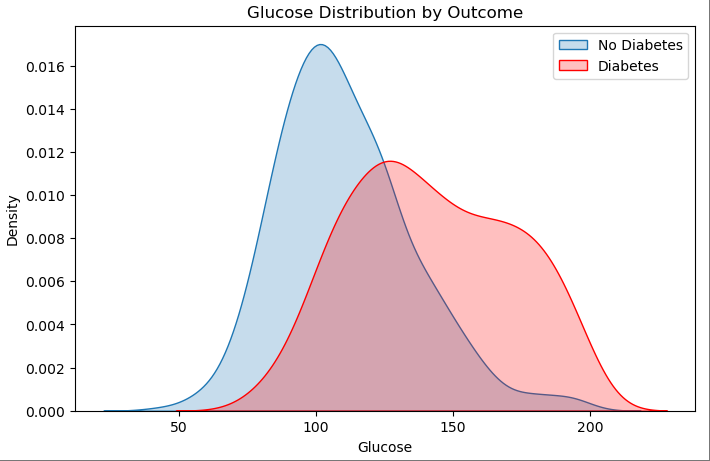 Glucose Distribution by Outcome
No Diabetes
Diabetes
0.016
0.014
0.012
0.010
0.008
0.006
0.004
0.002
0.000
Density
50 100 150 200
Glucose